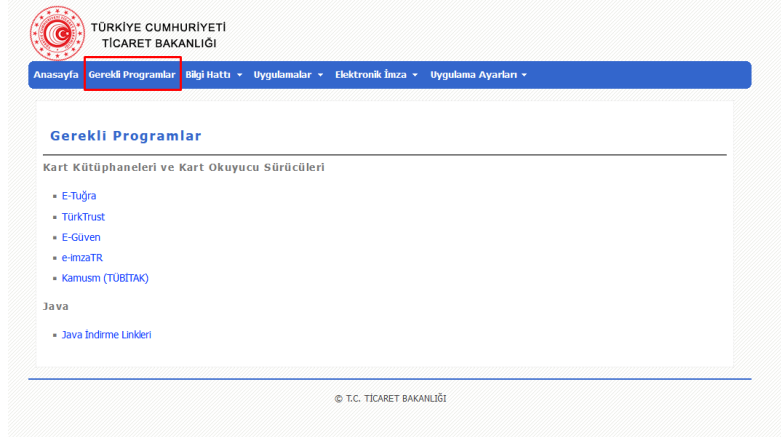 TÜRKİYE CUMHURİYETİ
TİCARET BAKANLIĞI
Anasayfa Gerekli Programlar Bilgi Hattı Uygulamalar Elektronik İmza Uygulama Ayarları
Gerekli Programlar
Kart Kütüphaneleri ve Kart Okuyucu Sürücüleri
E-Tuğra
TürkTrust
E-Güven
e-imzaTR
Kamusm (TÜBİTAK)
Java
Java İndirme Linkleri
© T.C. TİCARET BAKANLIĞI